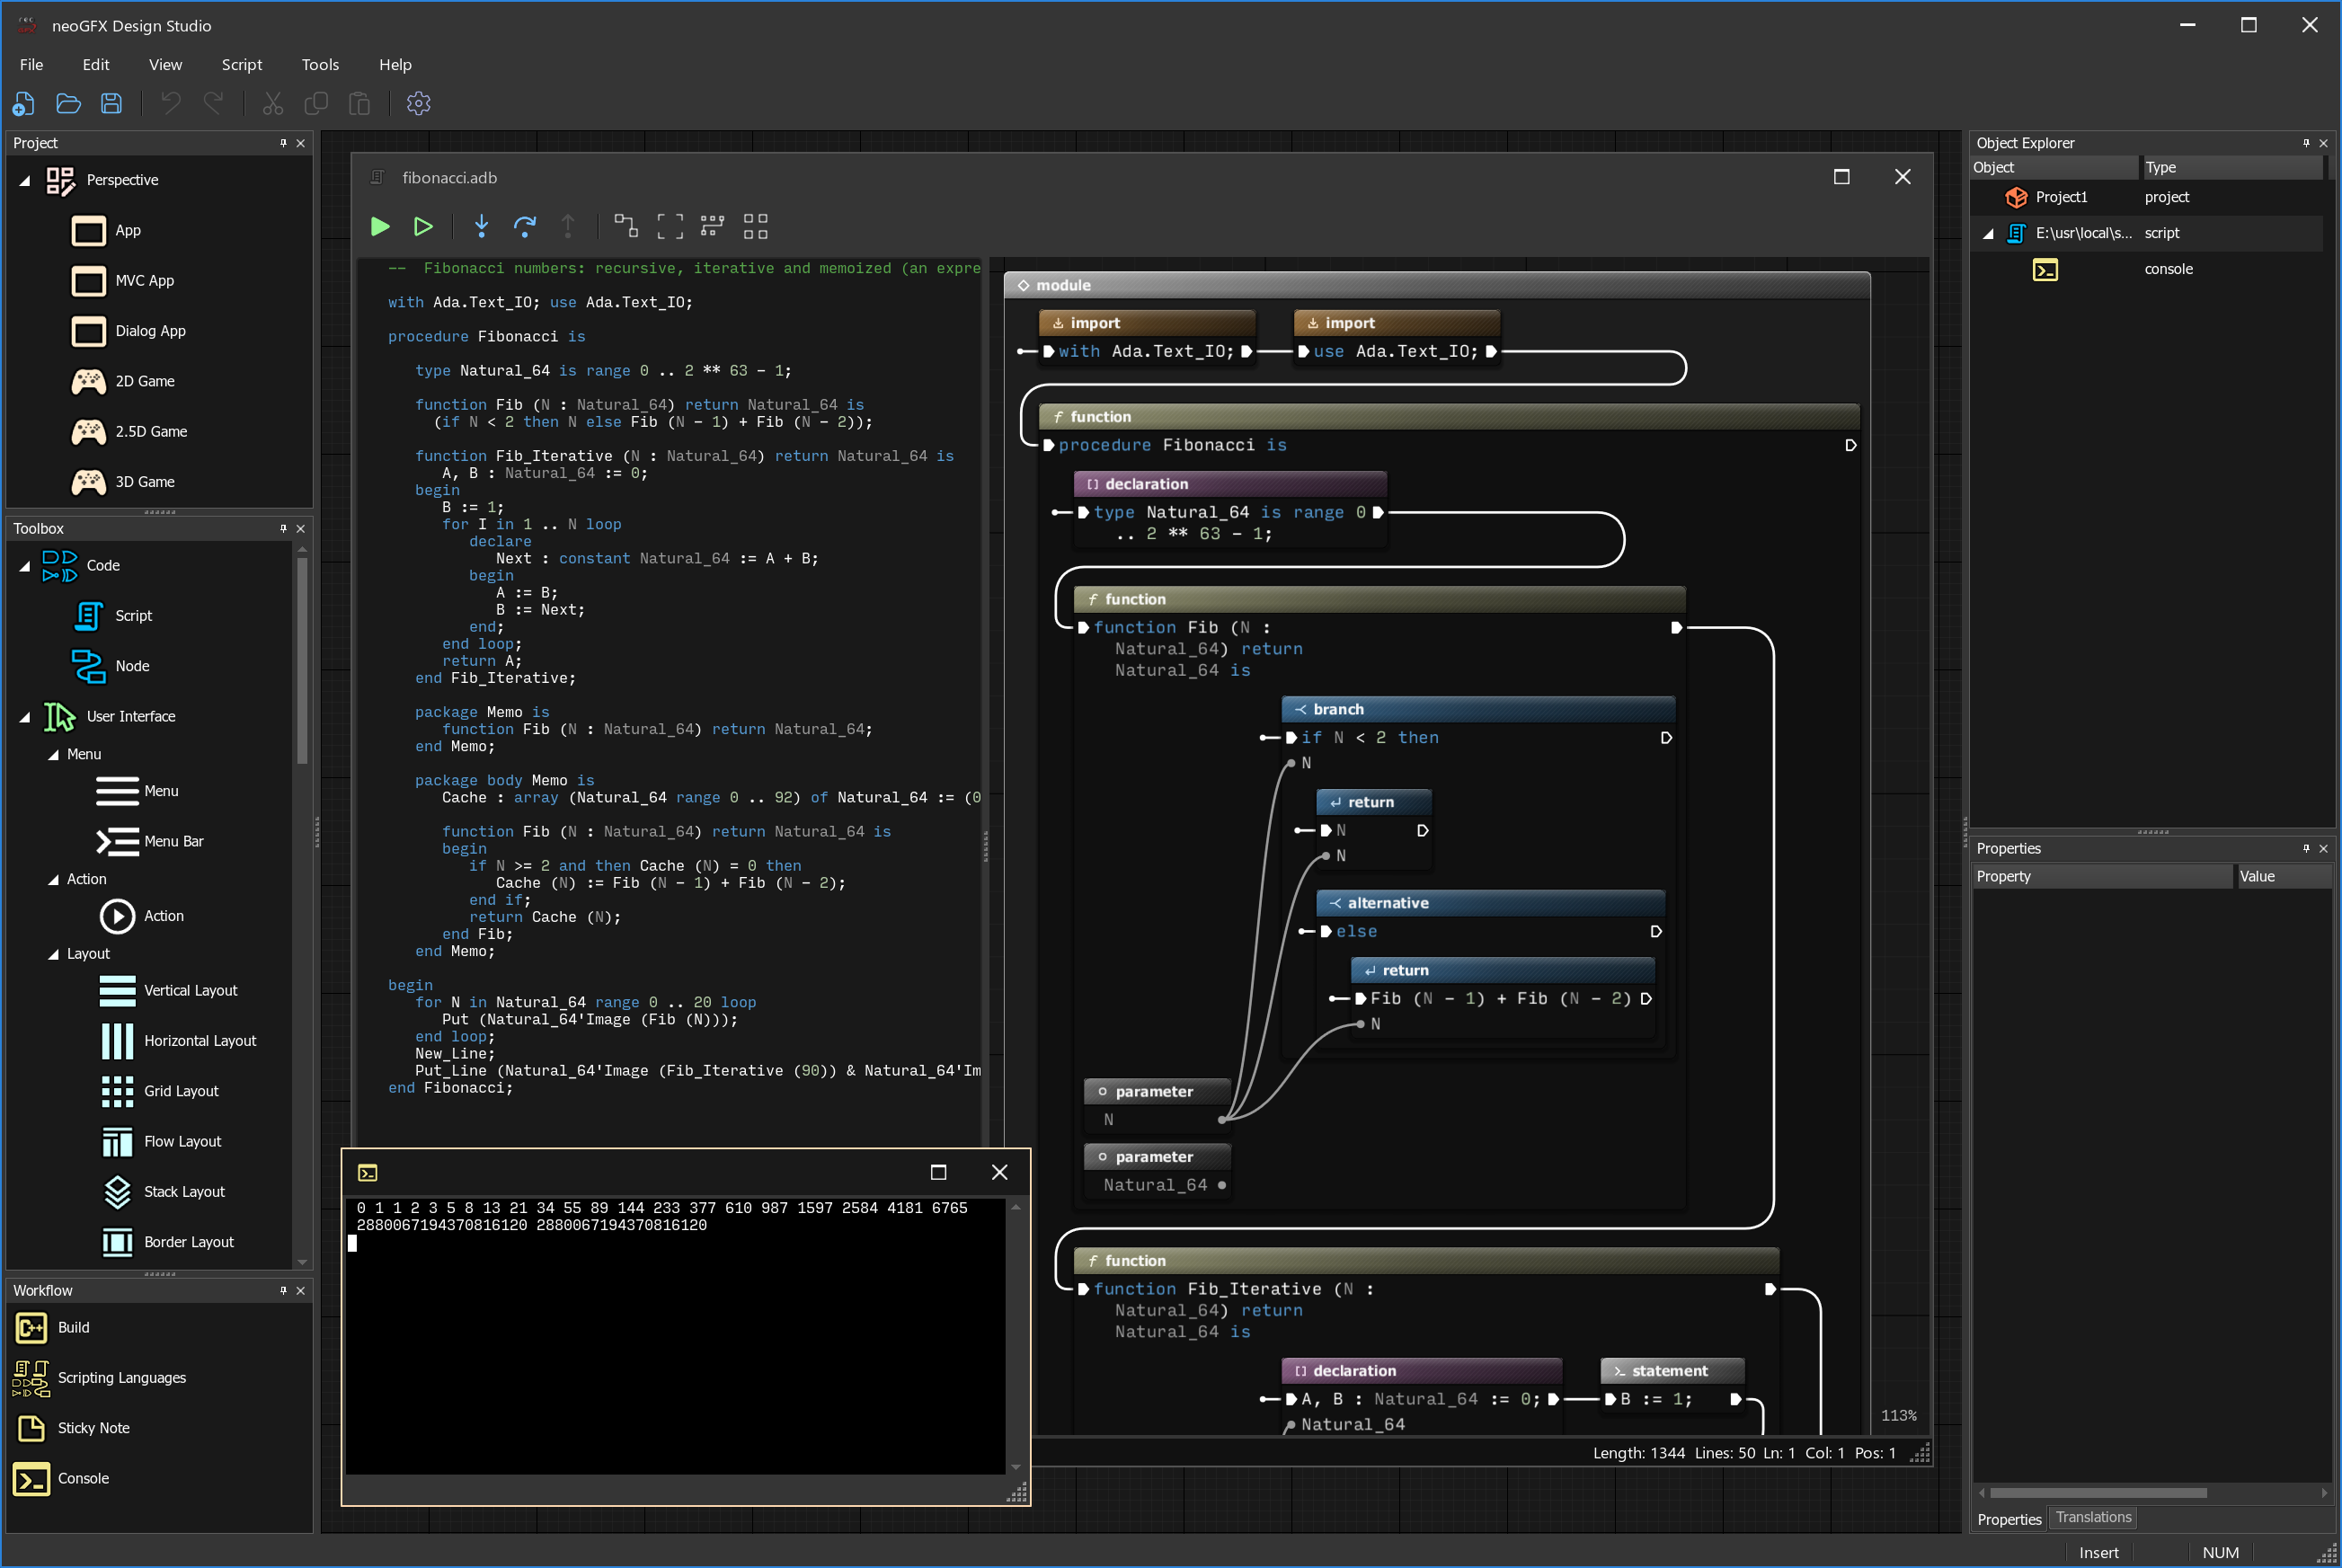 neoGFX Design Studio
File Edit View Script Tools Help
Project
Perspective
App
MVC App
Dialog App
2D Game
2.5D Game
3D Game
Toolbox
Code
Script
Node
User Interface
Menu
Menu
Menu Bar
Action
Action
Layout
Vertical Layout
Horizontal Layout
Grid Layout
Flow Layout
Stack Layout
Border Layout
Workflow
C++
Build
Scripting Languages
Sticky Note
Console
fibonacci.adb
-- Fibonacci numbers: recursive, iterative and memoized (an expre
with Ada.Text_IO; use Ada.Text_IO;
procedure Fibonacci is
type Natural_64 is range 0 .. 2 ** 63 - 1;
function Fib (N : Natural_64) return Natural_64 is
(if N < 2 then N else Fib (N - 1) + Fib (N - 2));
function Fib_Iterative (N : Natural_64) return Natural_64 is
A, B : Natural_64 := 0;
begin
B := 1;
for I in 1 .. N loop
declare
Next : constant Natural_64 := A + B;
begin
A := B;
B := Next;
end;
end loop;
return A;
end Fib_Iterative;
package Memo is
function Fib (N : Natural_64) return Natural_64;
end Memo;
package body Memo is
Cache : array (Natural_64 range 0 .. 92) of Natural_64 := (0
function Fib (N : Natural_64) return Natural_64 is
begin
if N >= 2 and then Cache (N) = 0 then
Cache (N) := Fib (N - 1) + Fib (N - 2);
end if;
return Cache (N);
end Fib;
end Memo;
begin
for N in Natural_64 range 0 .. 20 loop
Put (Natural_64'Image (Fib (N)));
end loop;
New_Line;
Put_Line (Natural_64'Image (Fib_Iterative (90)) & Natural_64'Im
end Fibonacci;
0 1 1 2 3 5 8 13 21 34 55 89 144 233 377 610 987 1597 2584 4181 6765
2880067194370816120 2880067194370816120
module
import
with Ada.Text_IO;
import
use Ada.Text_IO;
function
procedure Fibonacci is
declaration
type Natural_64 is range 0
.. 2 ** 63 - 1;
function
function Fib (N :
Natural_64) return
Natural_64 is
branch
if N < 2 then
N
return
N
N
alternative
else
return
Fib (N - 1) + Fib (N - 2)
N
parameter
N
parameter
Natural_64
function
function Fib_Iterative (N :
Natural_64) return
Natural_64 is
declaration
A, B : Natural_64 := 0;
Natural_64
statement
B := 1;
113%
Length: 1344 Lines: 50 Ln: 1 Col: 1 Pos: 1
Object Explorer
Object Type
Project1 project
E:\usr\local\s... script
console
Properties
Property Value
Properties Translations
Insert NUM